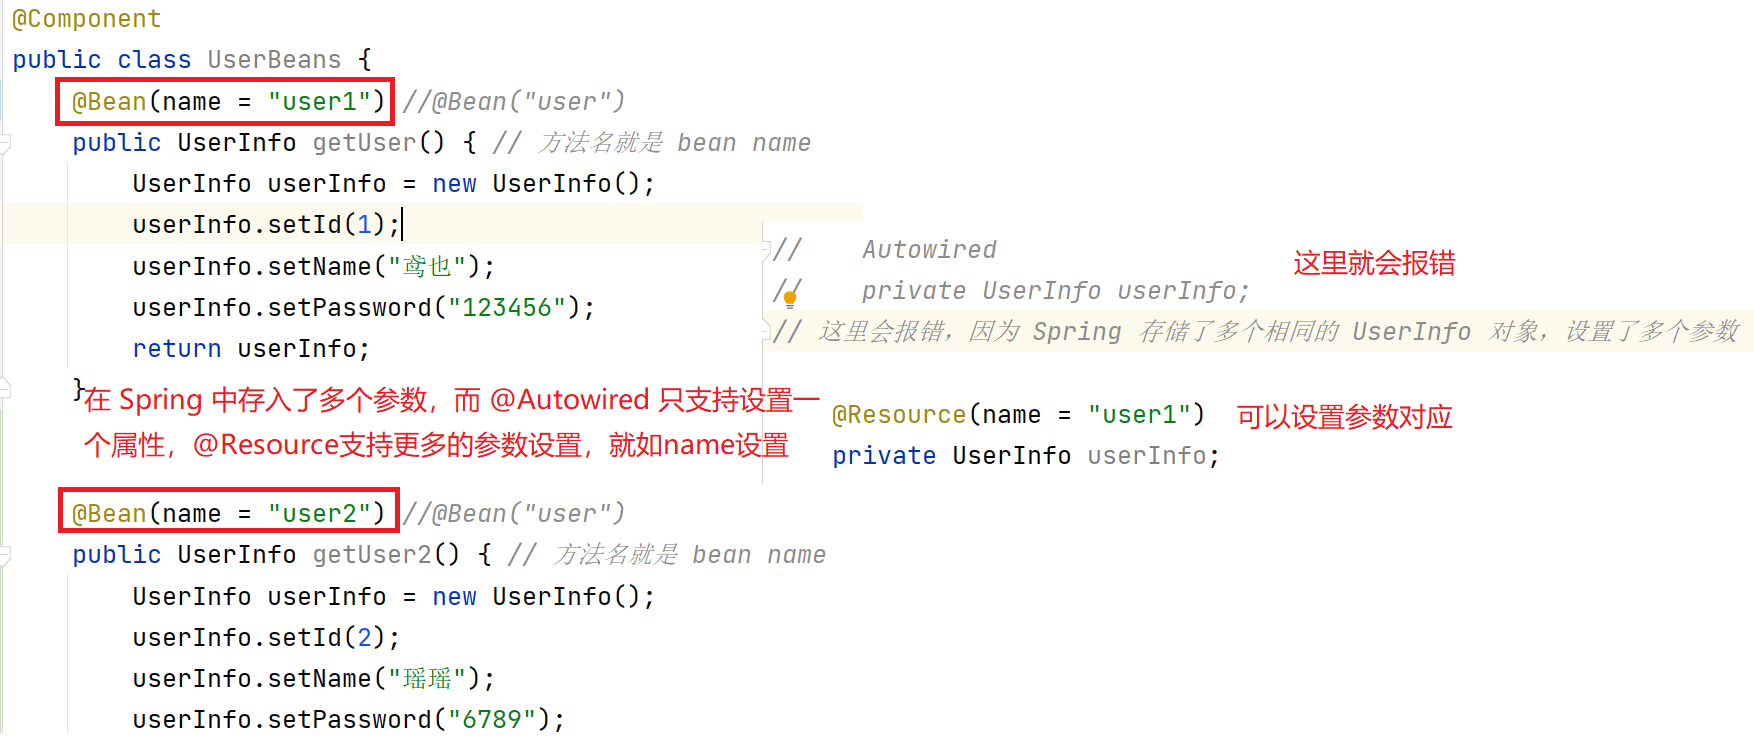 @Component
public class UserBeans {
@Bean(name = "user1") //@Bean("user")
public UserInfo getUser() { // 方法名就是 bean name
UserInfo userInfo = new UserInfo();
userInfo.setId(1);
userInfo.setName("鸢也");
userInfo.setPassword("123456");
return userInfo;
}
在 Spring 中存入了多个参数，而 @Autowired 只支持设置一
个属性，@Resource支持更多的参数设置，就如name设置
// Autowired
这里就会报错
// private UserInfo userInfo;
// 这里会报错，因为 Spring 存储了多个相同的 UserInfo 对象，设置了多个参数
@Resource(name = "user1")
可以设置参数对应
private UserInfo userInfo;
@Bean(name = "user2") //@Bean("user")
public UserInfo getUser2() { // 方法名就是 bean name
UserInfo userInfo = new UserInfo();
userInfo.setId(2);
userInfo.setName("瑶瑶");
userInfo.setPassword("6789");